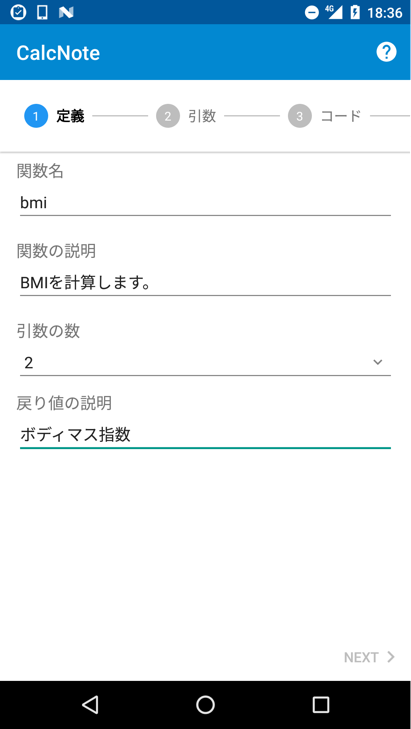 4G 18:36
CalcNote
1 定義 2 引数 3 コード
関数名
bmi
関数の説明
BMIを計算します。
引数の数
2
戻り値の説明
ボディマス指数
NEXT